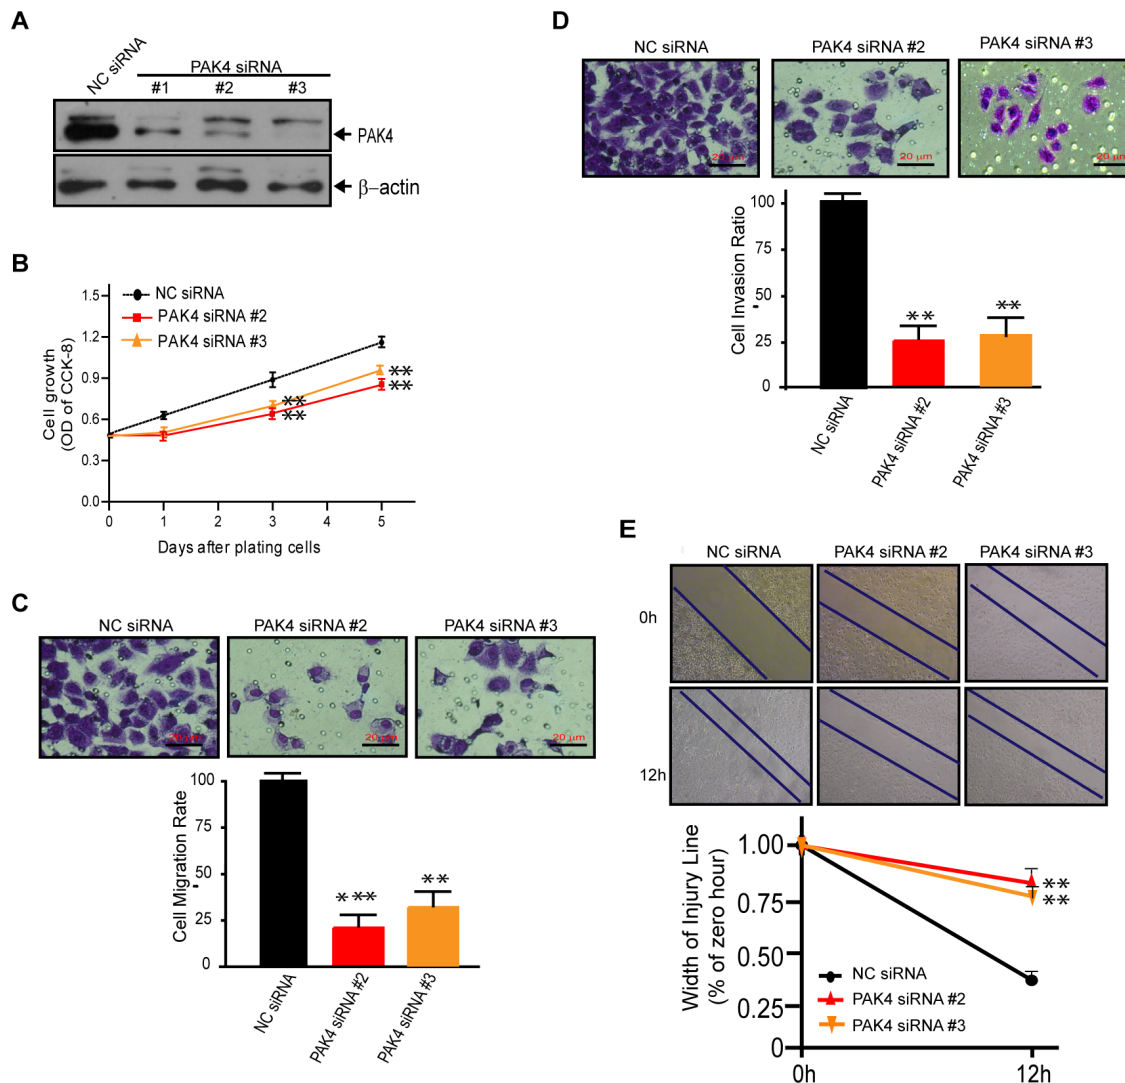 A
NC siRNA
PAK4 siRNA
#1 #2 #3
PAK4
β–actin
B
1.5
1.2
0.9
0.6
0.3
0.0
Cell growth
(OD of CCK-8)
NC siRNA
PAK4 siRNA #2
PAK4 siRNA #3
**
**
**
**
0 1 2 3 4 5
Days after plating cells
C
NC siRNA PAK4 siRNA #2 PAK4 siRNA #3
20 µm 20 µm 20 µm
Cell Migration Rate
100
75
50
25
0
***
**
NC siRNA
PAK4 siRNA #2
PAK4 siRNA #3
D
NC siRNA PAK4 siRNA #2 PAK4 siRNA #3
20 µm 20 µm 20 µm
Cell Invasion Ratio
100
75
50
25
0
** **
NC siRNA
PAK4 siRNA #2
PAK4 siRNA #3
E
NC siRNA PAK4 siRNA #2 PAK4 siRNA #3
0h
12h
Width of Injury Line
(% of zero hour)
1.00
0.75
0.50
0.25
0
**
**
NC siRNA
PAK4 siRNA #2
PAK4 siRNA #3
0h 12h